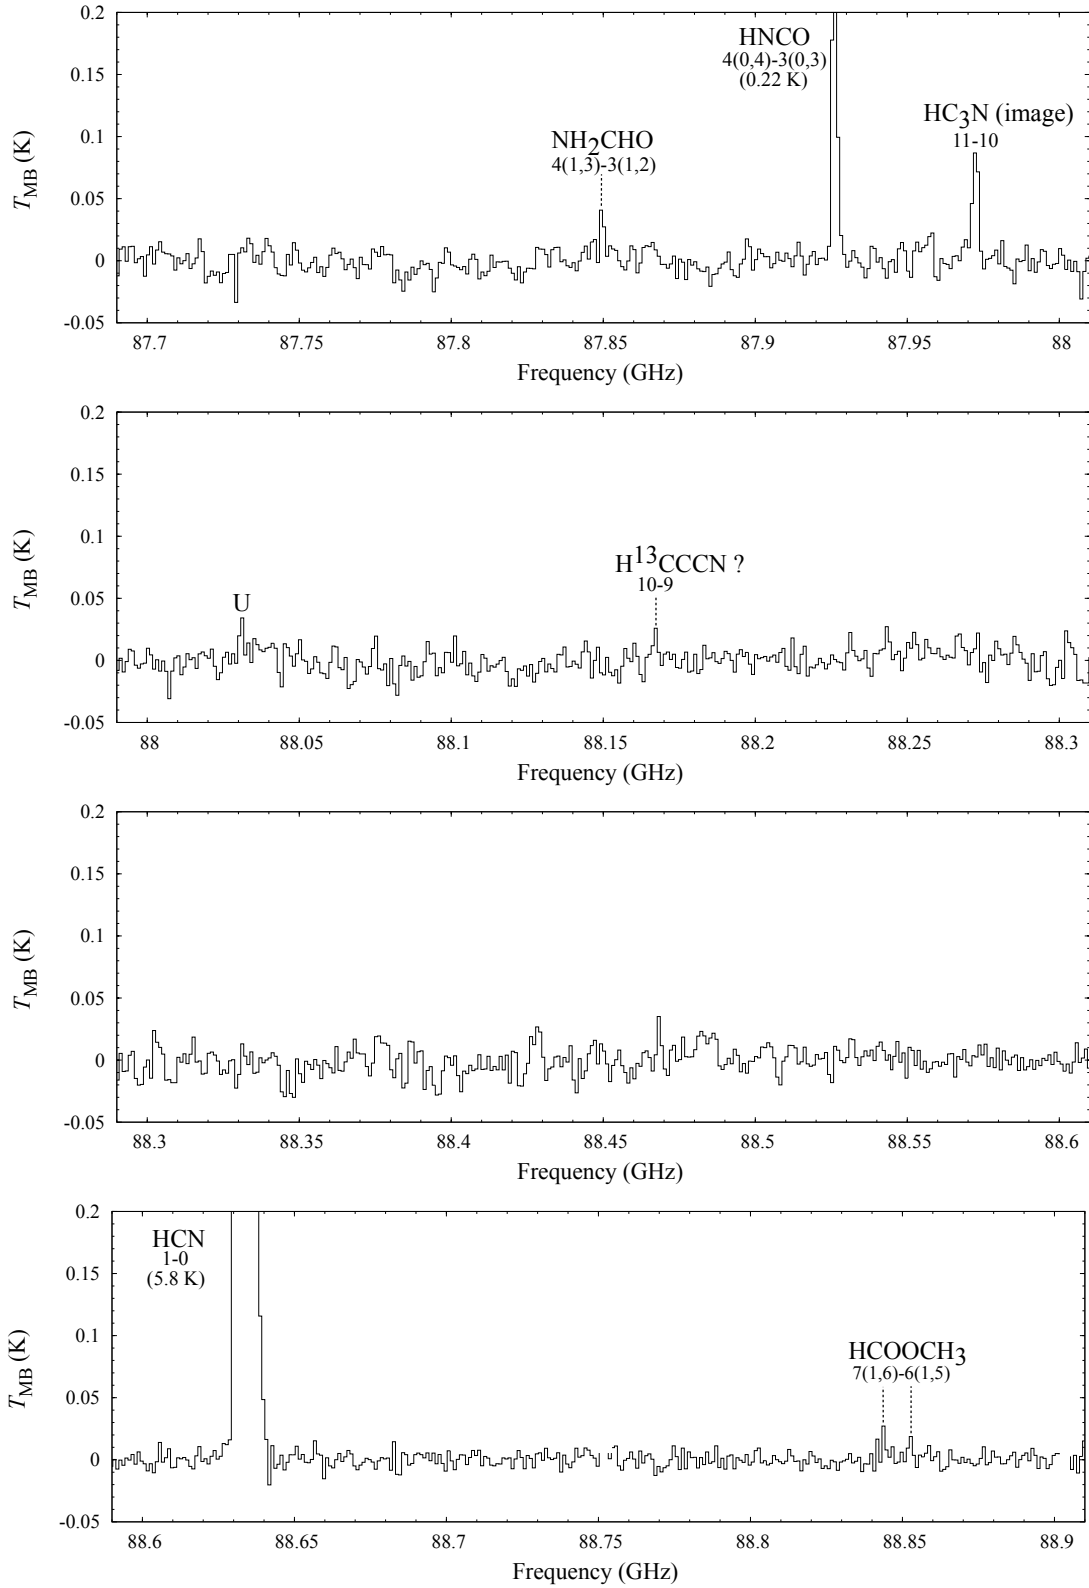 0.2
HNCO
4(0,4)-3(0,3)
(0.22 K)
0.15
HC3N (image)
11-10
NH2CHO
4(1,3)-3(1,2)
0.1
TMB (K)
0.05
0
-0.05
87.7 87.75 87.8 87.85 87.9 87.95 88
Frequency (GHz)
0.2
0.15
0.1
TMB (K)
H13CCCN ?
10-9
0.05
U
0
-0.05
88 88.05 88.1 88.15 88.2 88.25 88.3
Frequency (GHz)
0.2
0.15
0.1
TMB (K)
0.05
0
-0.05
88.3 88.35 88.4 88.45 88.5 88.55 88.6
Frequency (GHz)
0.2
HCN
1-0
(5.8 K)
0.15
0.1
TMB (K)
HCOOCH3
7(1,6)-6(1,5)
0.05
0
-0.05
88.6 88.65 88.7 88.75 88.8 88.85 88.9
Frequency (GHz)